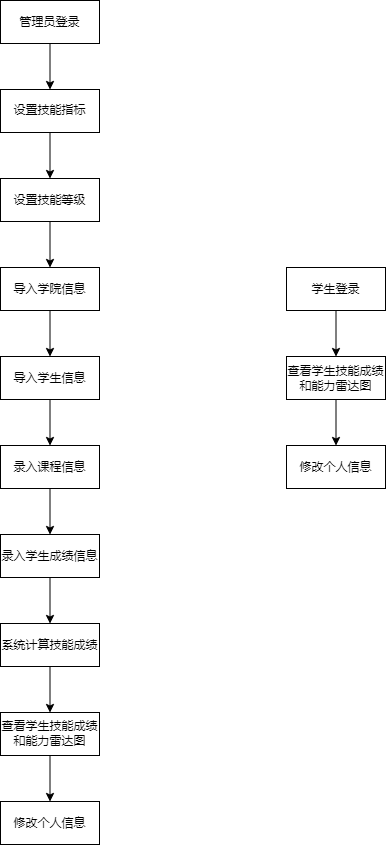 管理员登录
设置技能指标
设置技能等级
导入学院信息
导入学生信息
录入课程信息
录入学生成绩信息
系统计算技能成绩
查看学生技能成绩
和能力雷达图
修改个人信息
学生登录
查看学生技能成绩
和能力雷达图
修改个人信息